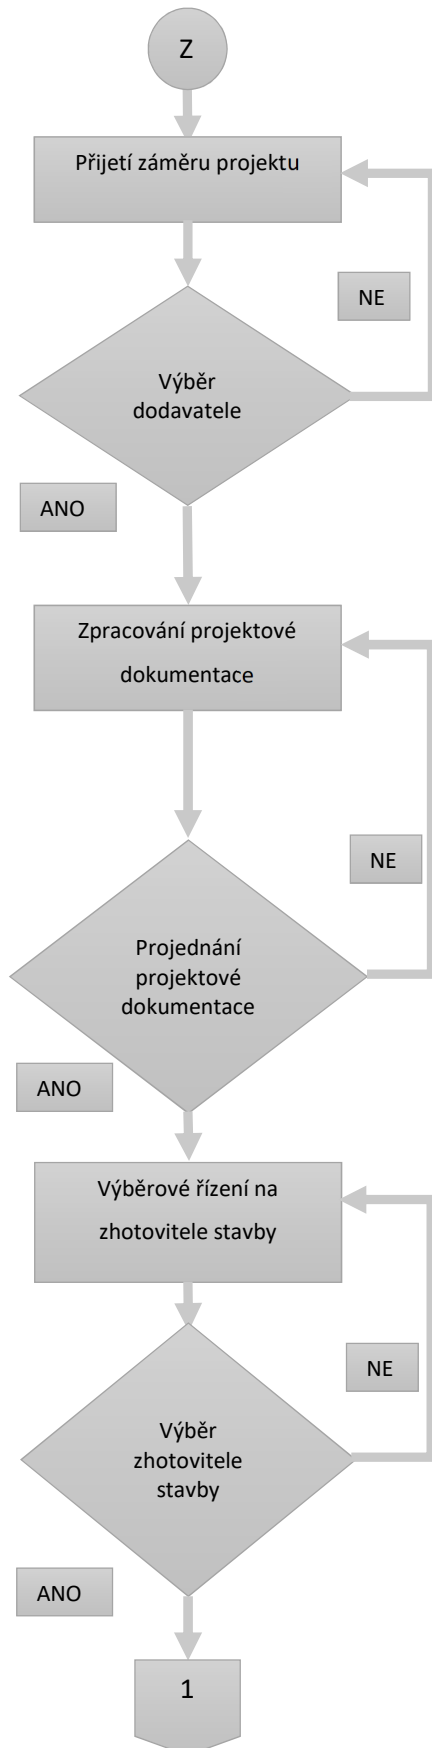 Z
Přijetí záměru projektu
NE
Výběr
dodavatele
ANO
Zpracování projektové
dokumentace
NE
Projednání
projektové
dokumentace
ANO
Výběrové řízení na
zhotovitele stavby
NE
Výběr
zhotovitele
stavby
ANO
1